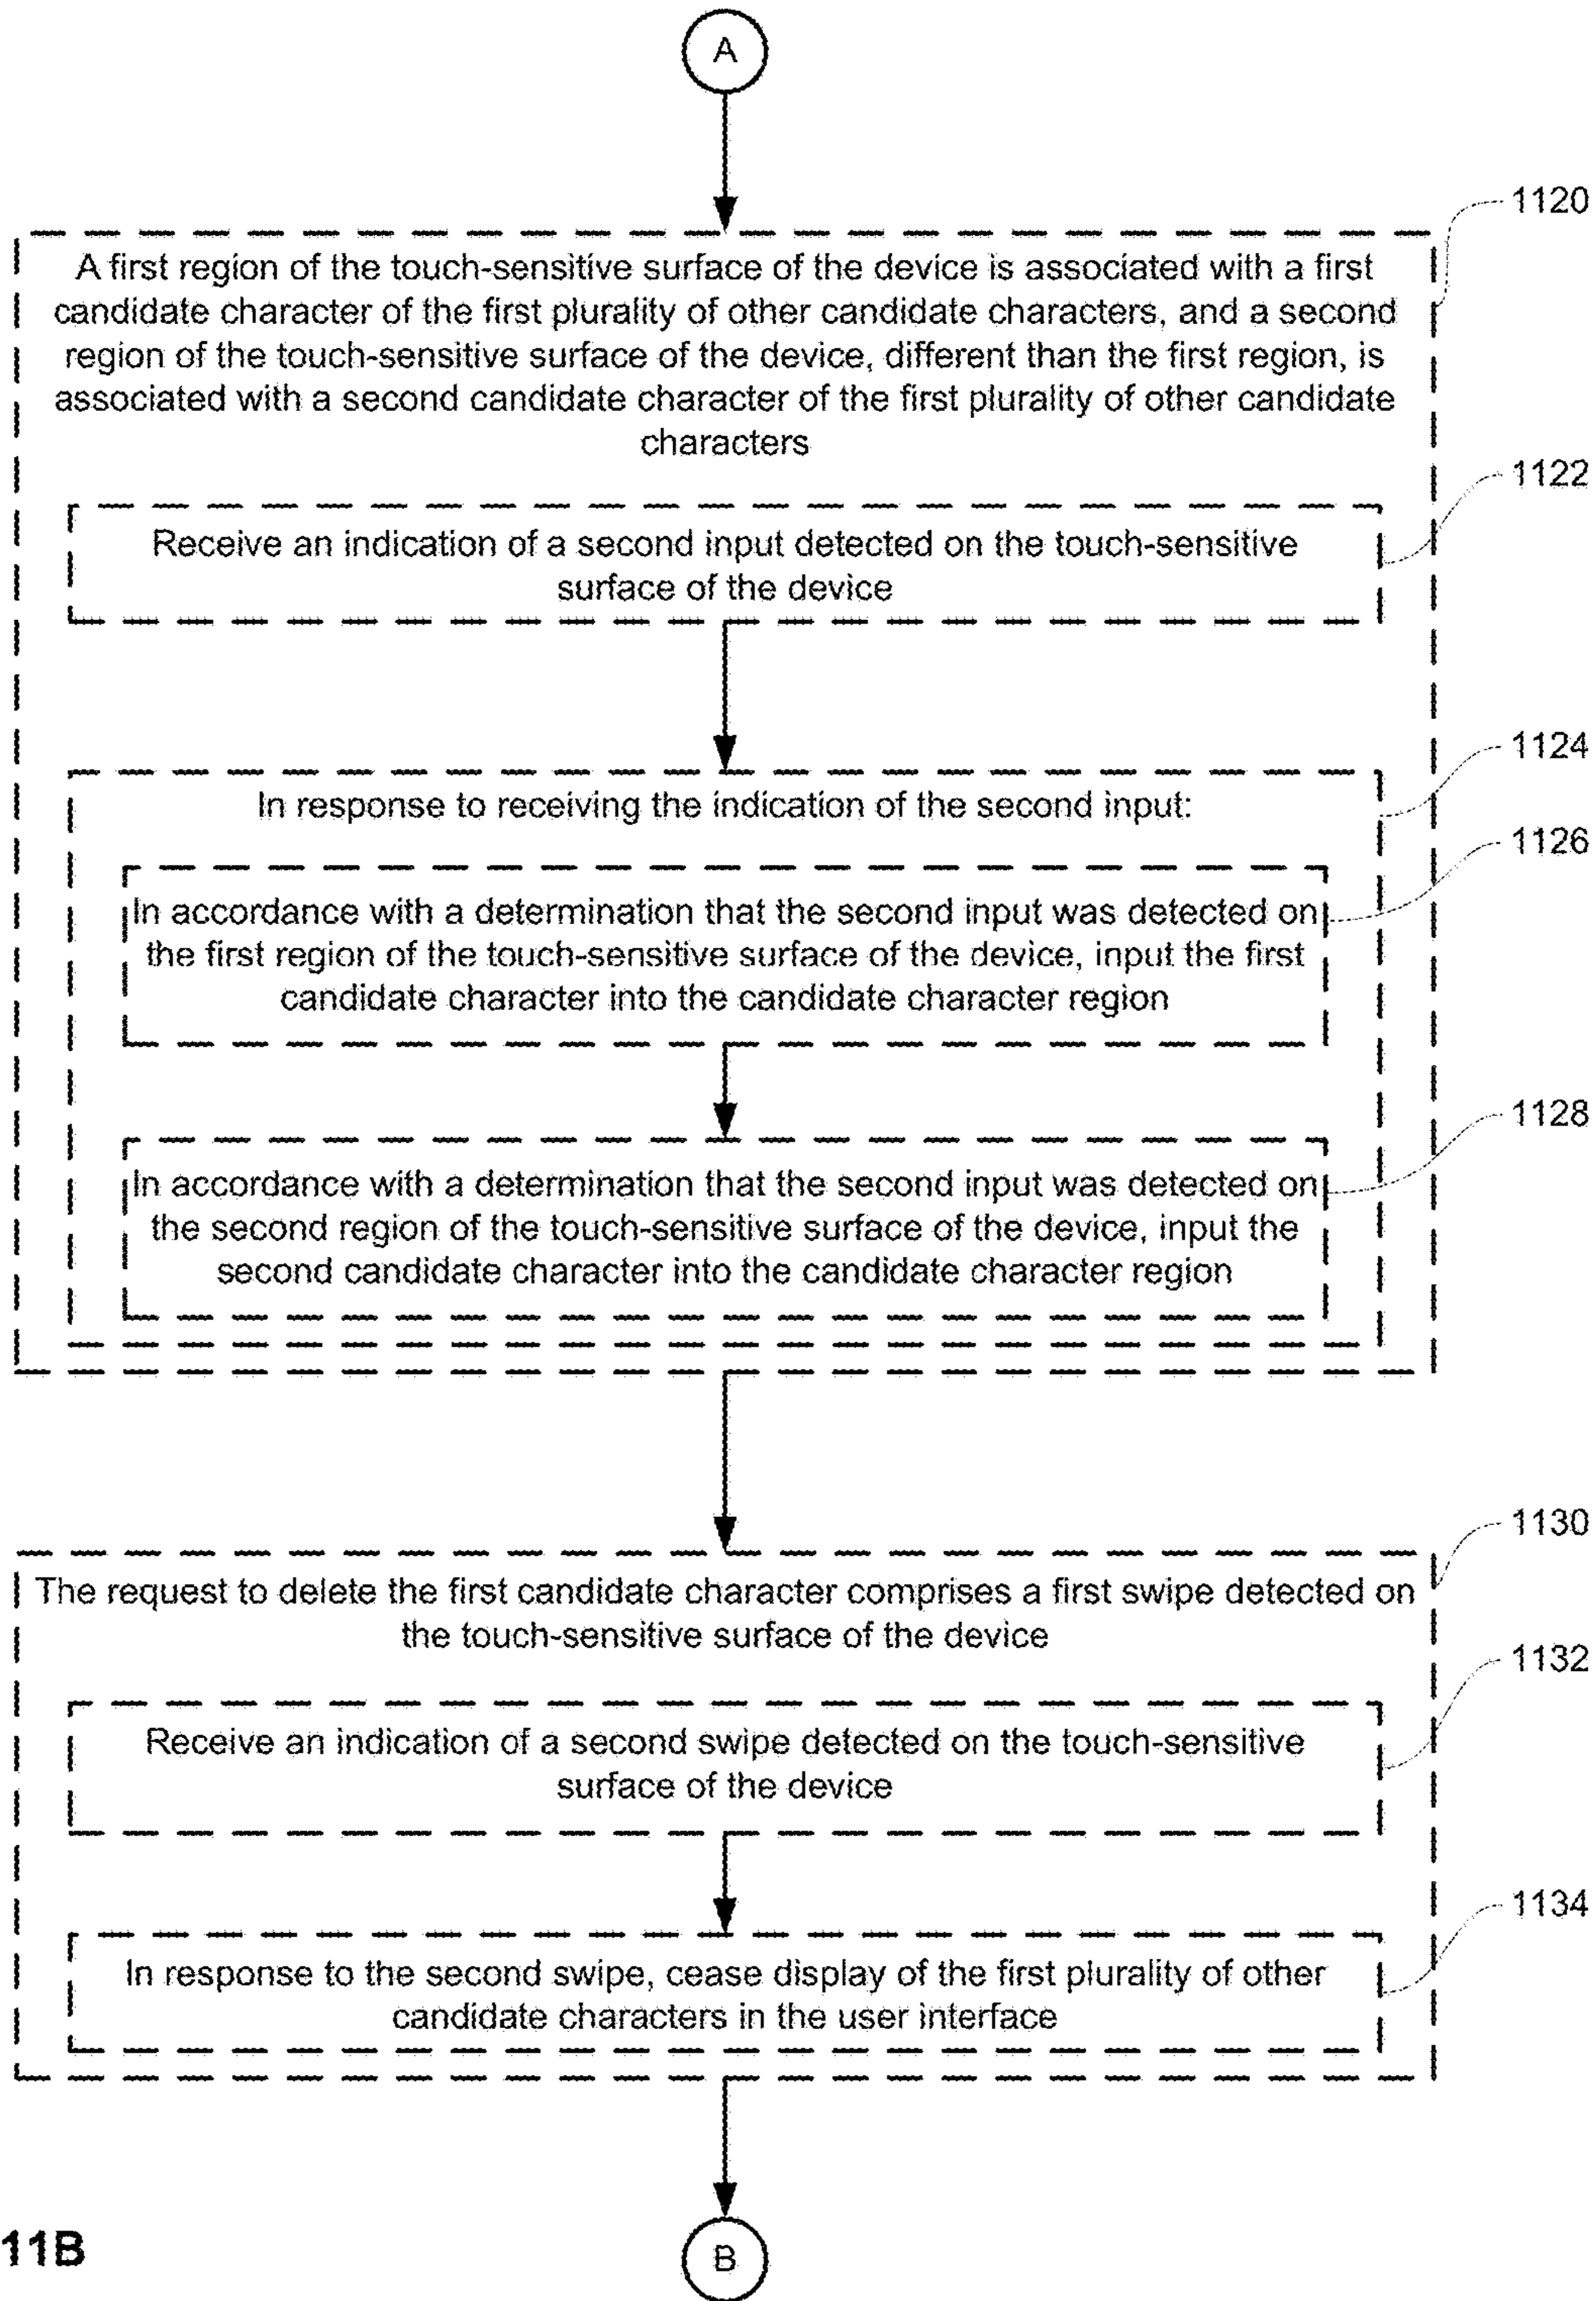 A
1120
A first region of the touch-sensitive surface of the device is associated with a first
candidate character of the first plurality of other candidate characters, and a second
region of the touch-sensitive surface of the device, different than the first region, is
associated with a second candidate character of the first plurality of other candidate
characters
1122
Receive an indication of a second input detected on the touch-sensitive
surface of the device
1124
In response to receiving the indication of the second input:
1126
In accordance with a determination that the second input was detected on
the first region of the touch-sensitive surface of the device, input the first
candidate character into the candidate character region
1128
In accordance with a determination that the second input was detected on
the second region of the touch-sensitive surface of the device, input the
second candidate character into the candidate character region
1130
The request to delete the first candidate character comprises a first swipe detected on
the touch-sensitive surface of the device
1132
Receive an indication of a second swipe detected on the touch-sensitive
surface of the device
1134
In response to the second swipe, cease display of the first plurality of other
candidate characters in the user interface
11B
B